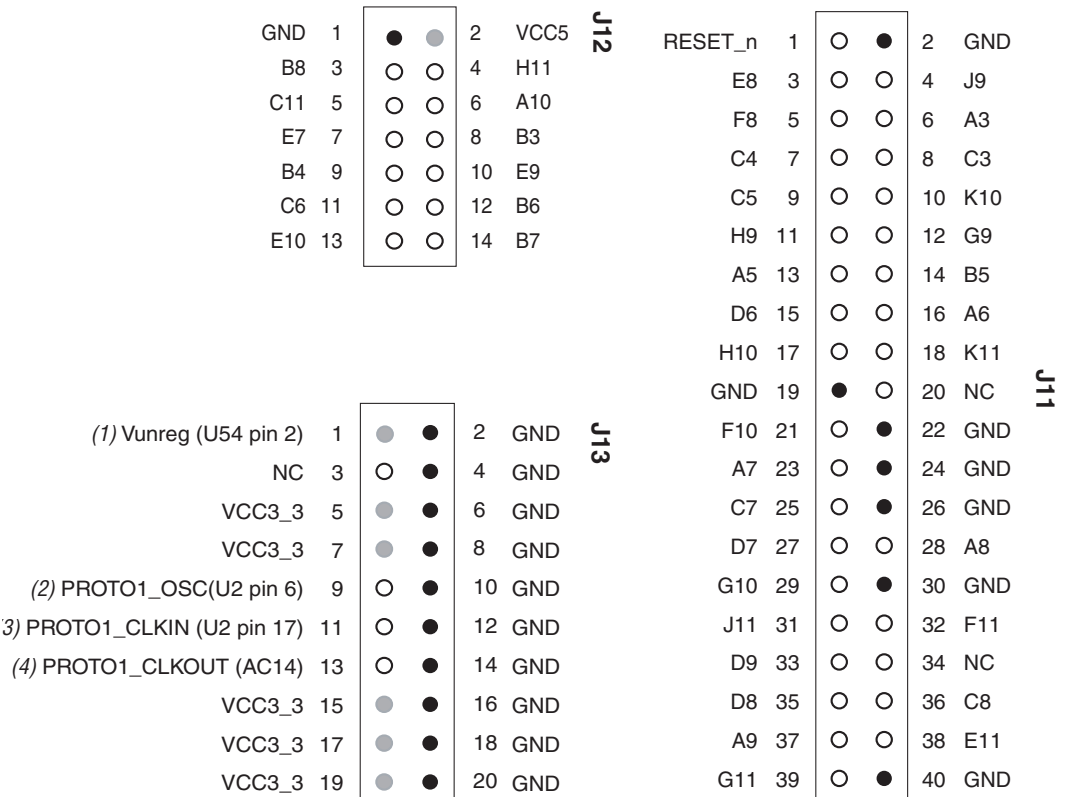 J12
GND 1 2 VCC5
B8 3 4 H11
C11 5 6 A10
E7 7 8 B3
B4 9 10 E9
C6 11 12 B6
E10 13 14 B7
J13
(1) Vunreg (U54 pin 2) 1 2 GND
NC 3 4 GND
VCC3_3 5 6 GND
VCC3_3 7 8 GND
(2) PROTO1_OSC(U2 pin 6) 9 10 GND
3) PROTO1_CLKIN (U2 pin 17) 11 12 GND
(4) PROTO1_CLKOUT (AC14) 13 14 GND
VCC3_3 15 16 GND
VCC3_3 17 18 GND
VCC3_3 19 20 GND
J11
RESET_n 1 2 GND
E8 3 4 J9
F8 5 6 A3
C4 7 8 C3
C5 9 10 K10
H9 11 12 G9
A5 13 14 B5
D6 15 16 A6
H10 17 18 K11
GND 19 20 NC
F10 21 22 GND
A7 23 24 GND
C7 25 26 GND
D7 27 28 A8
G10 29 30 GND
J11 31 32 F11
D9 33 34 NC
D8 35 36 C8
A9 37 38 E11
G11 39 40 GND